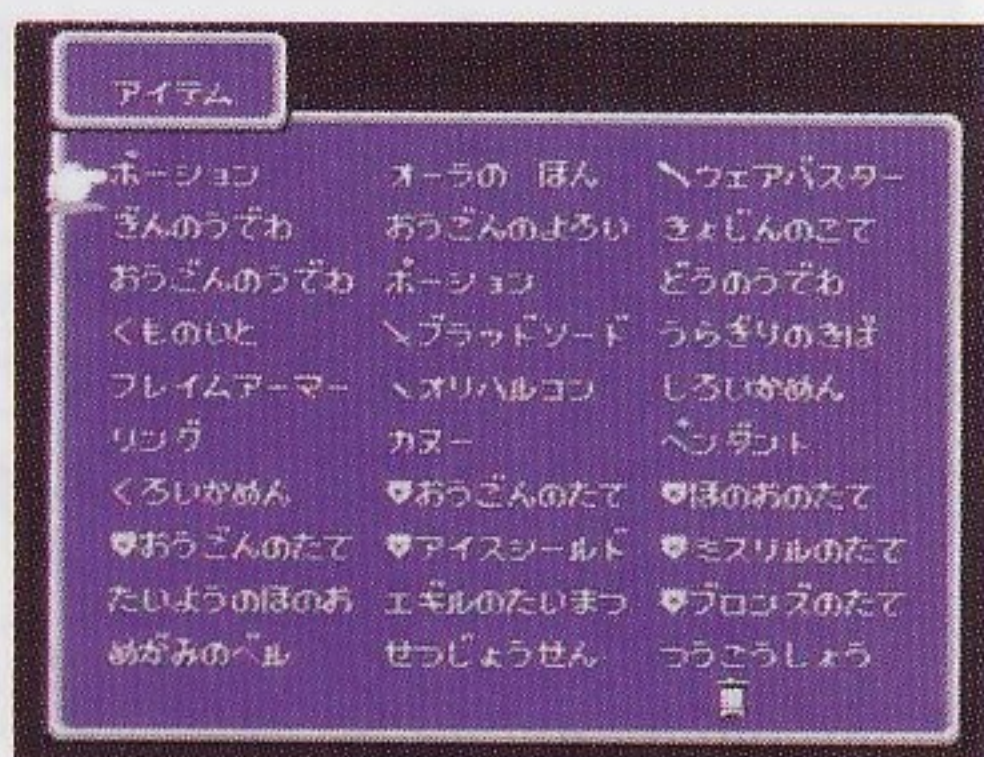 アイテム
ポーション オーラの ほん ウェアバスター
ぎんのうでわ おうごんのよろい きょじんのこて
おうごんのうでわ ポーション どうのうでわ
くものいと ブラッドソード うらぎりのきば
フレイムアーマー オリハルコン しろいかめん
リング カヌー ペンダント
くろいかめん おうごんのたて ほのおのたて
おうごんのたて アイスシールド ミスリルのたて
たいようのほのお エギルのたいまつ ブロンズのたて
めがみのベル せつじょうせん つうこうしょう